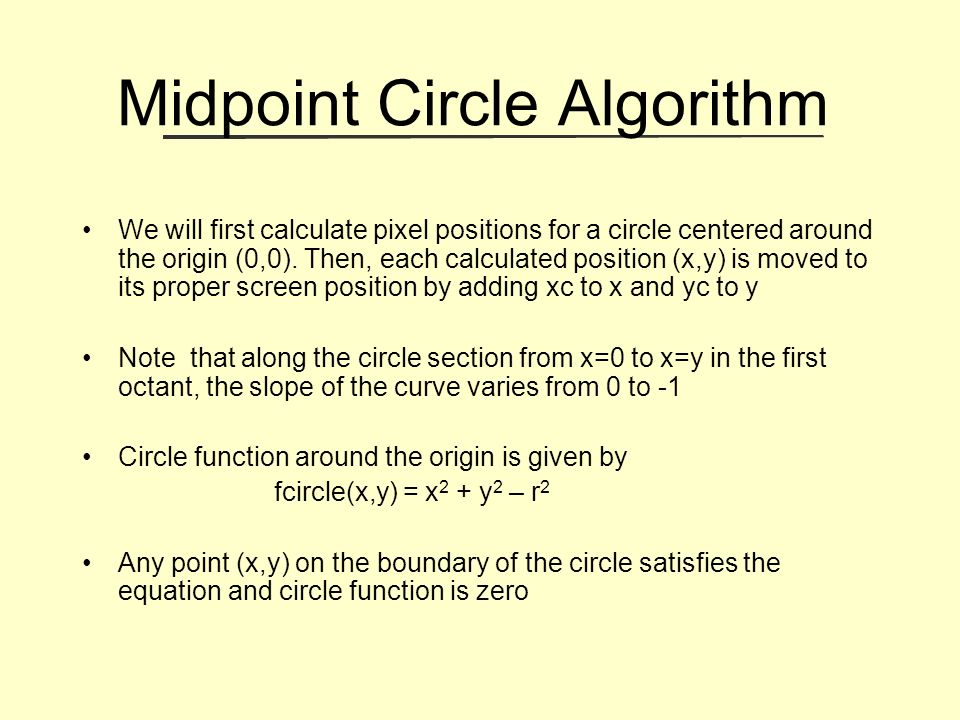 Midpoint Circle Algorithm
• We will first calculate pixel positions for a circle centered around
the origin (0,0). Then, each calculated position (x,y) is moved to
its proper screen position by adding xc to x and yc to y
• Note  that along the circle section from x=0 to x=y in the first
octant, the slope of the curve varies from 0 to -1
• Circle function around the origin is given by
fcircle(x,y) = x² + y² – r²
• Any point (x,y) on the boundary of the circle satisfies the
equation and circle function is zero